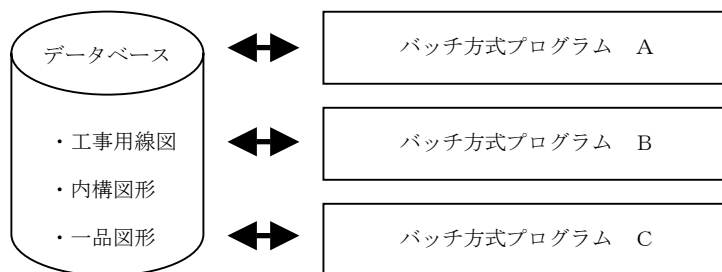 データベース
・工事用線図
・内構図形
・一品図形
バッチ方式プログラム　A
バッチ方式プログラム　B
バッチ方式プログラム　C